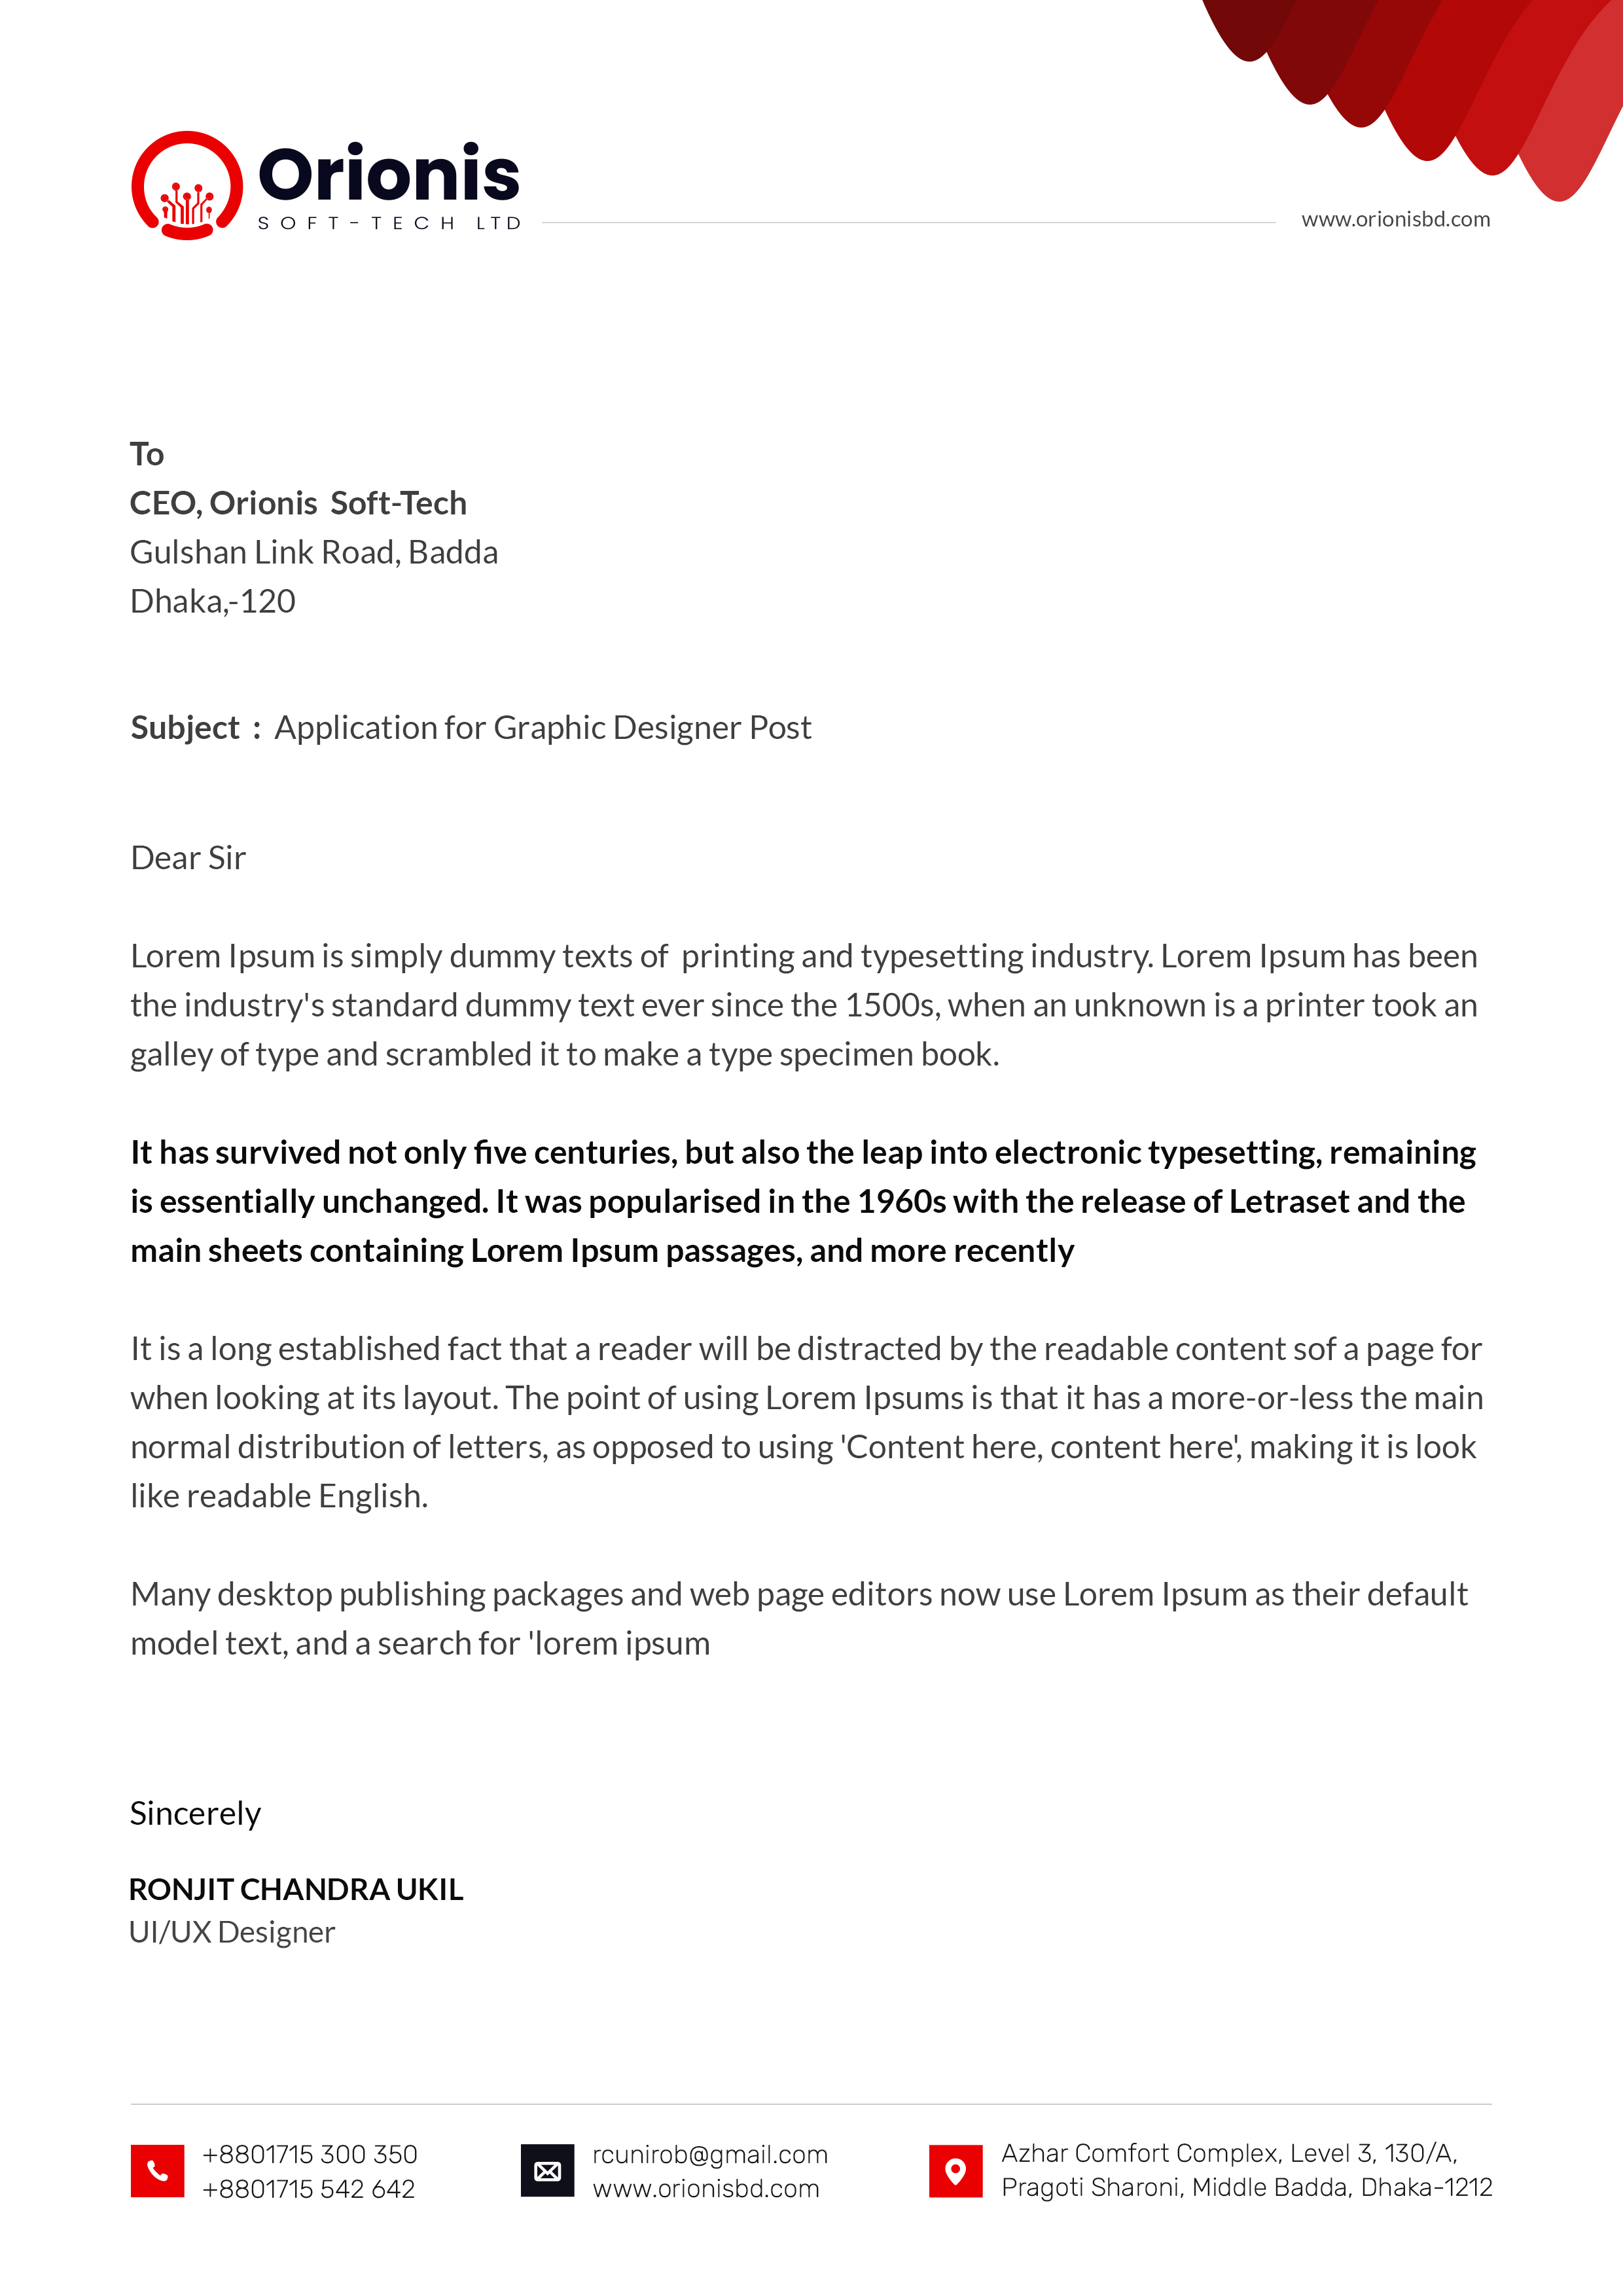 Orionis
SOFT-TECH LTD
www.orionisbd.com
To
CEO, Orionis Soft-Tech
Gulshan Link Road, Badda
Dhaka,-120
Subject : Application for Graphic Designer Post
Dear Sir
Lorem Ipsum is simply dummy texts of printing and typesetting industry. Lorem Ipsum has been
the industry's standard dummy text ever since the 1500s, when an unknown is a printer took an
galley of type and scrambled it to make a type specimen book.
It has survived not only five centuries, but also the leap into electronic typesetting, remaining
is essentially unchanged. It was popularised in the 1960s with the release of Letraset and the
main sheets containing Lorem Ipsum passages, and more recently
It is a long established fact that a reader will be distracted by the readable content sof a page for
when looking at its layout. The point of using Lorem Ipsums is that it has a more-or-less the main
normal distribution of letters, as opposed to using 'Content here, content here', making it is look
like readable English.
Many desktop publishing packages and web page editors now use Lorem Ipsum as their default
model text, and a search for 'lorem ipsum
Sincerely
RONJIT CHANDRA UKIL
UI/UX Designer
+8801715 300 350
+8801715 542 642
rcunirob@gmail.com
www.orionisbd.com
Azhar Comfort Complex, Level 3, 130/A,
Pragoti Sharoni, Middle Badda, Dhaka-1212